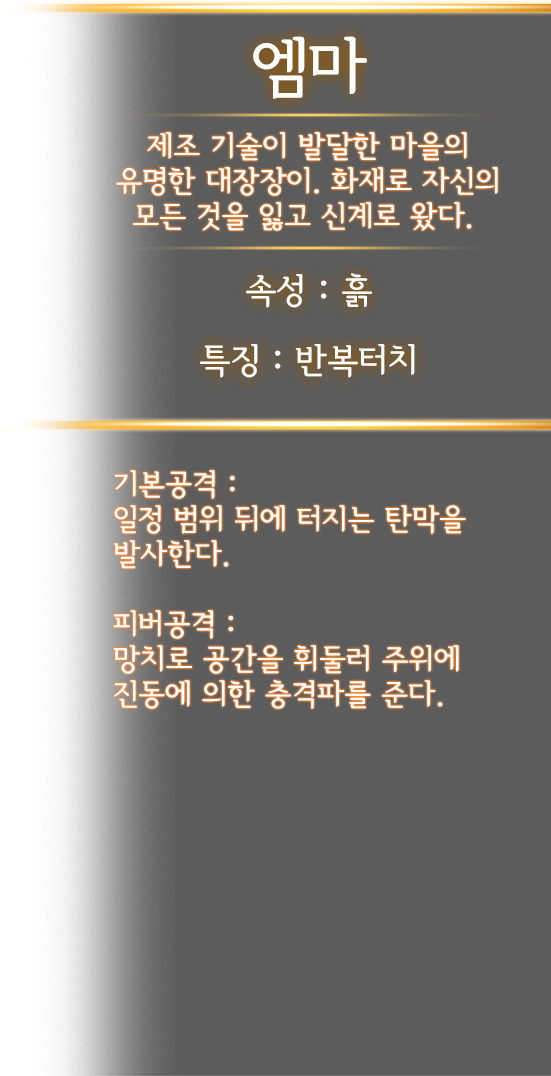 엠마
제조 기술이 발달한 마을의
유명한 대장장이. 화재로 자신의
모든 것을 잃고 신계로 왔다.
속성 : 흙
특징 : 반복터치
기본공격 :
일정 범위 뒤에 터지는 탄막을
발사한다.
피버공격 :
망치로 공간을 휘둘러 주위에
진동에 의한 충격파를 준다.